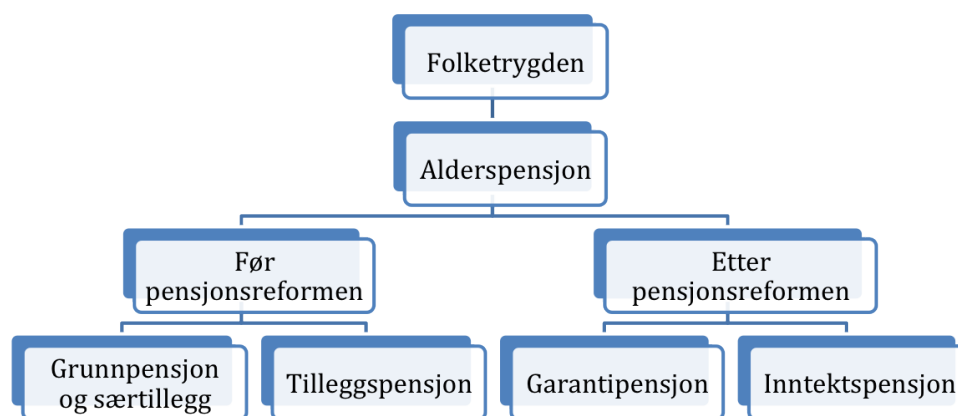 Folketrygden
Alderspensjon
Før
pensjonsreformen
Etter
pensjonsreformen
Grunnpensjon
og særtillegg
Tilleggspensjon
Garantipensjon
Inntektspensjon